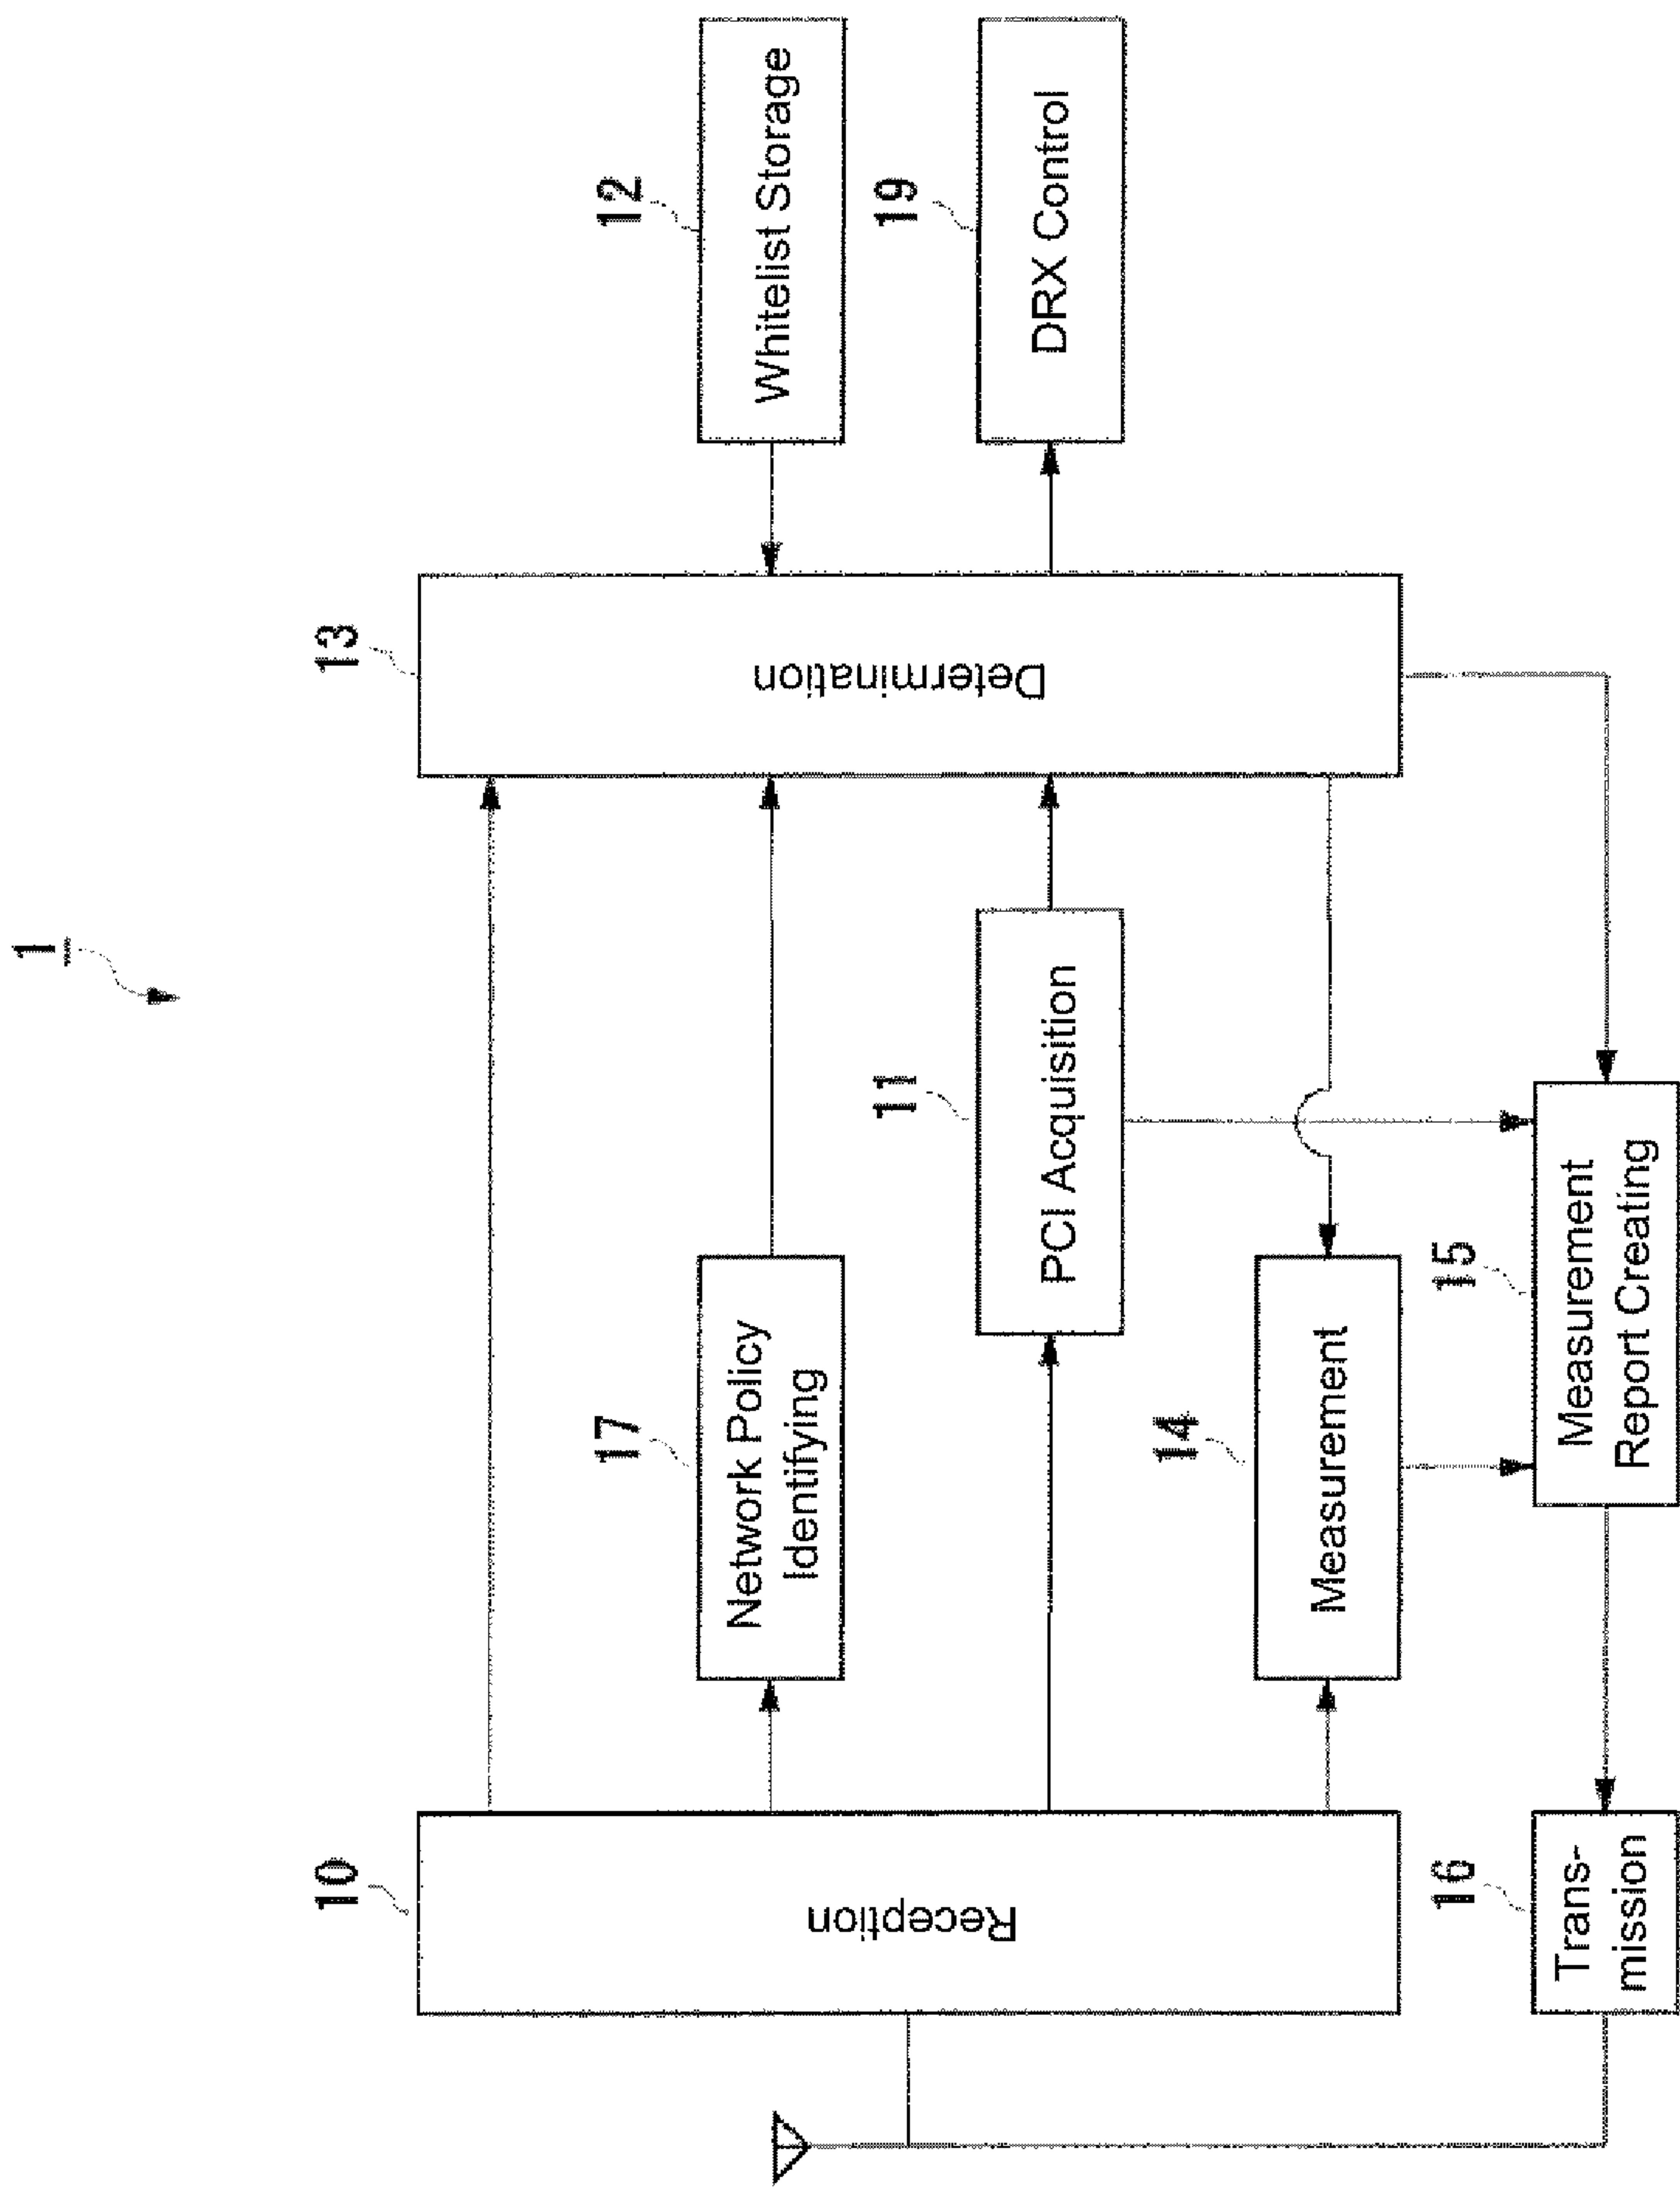 1
10
Reception
17
Network Policy
Identifying
11
PCI Acquisition
14
Measurement
13
Determination
12
Whitelist Storage
19
DRX Control
16
Trans-
mission
15
Measurement
Report Creating